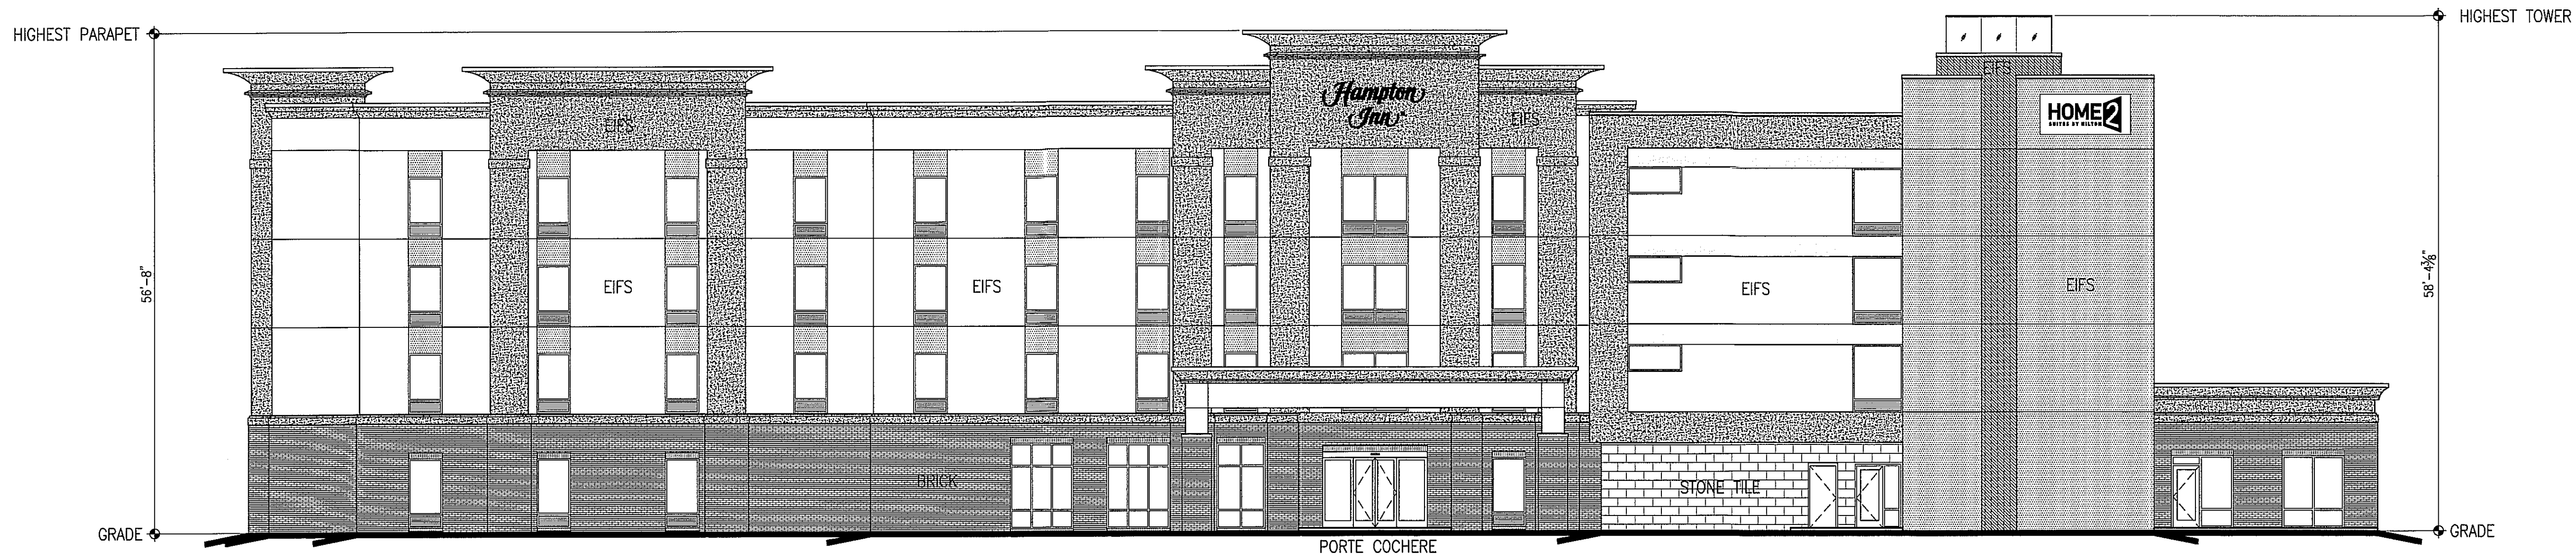 HIGHEST PARAPET
HIGHEST TOWER
EIFS
Hampton
Inn
HOME2
SUITES BY HILTON
EIFS
EIFS
56'-8"
58'-4⅜"
EIFS
EIFS
EIFS
EIFS
BRICK
STONE TILE
GRADE
GRADE
PORTE COCHERE